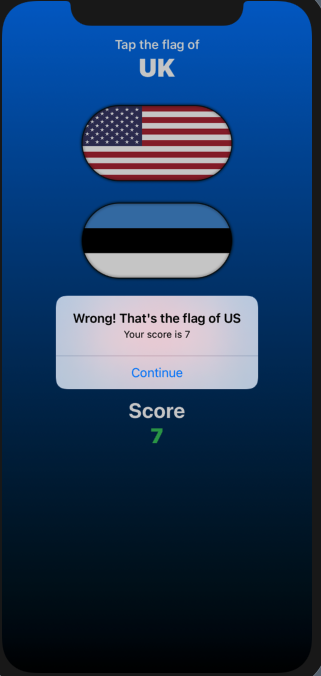 Tap the flag of
UK
Wrong! That's the flag of US
Your score is 7
Continue
Score
7